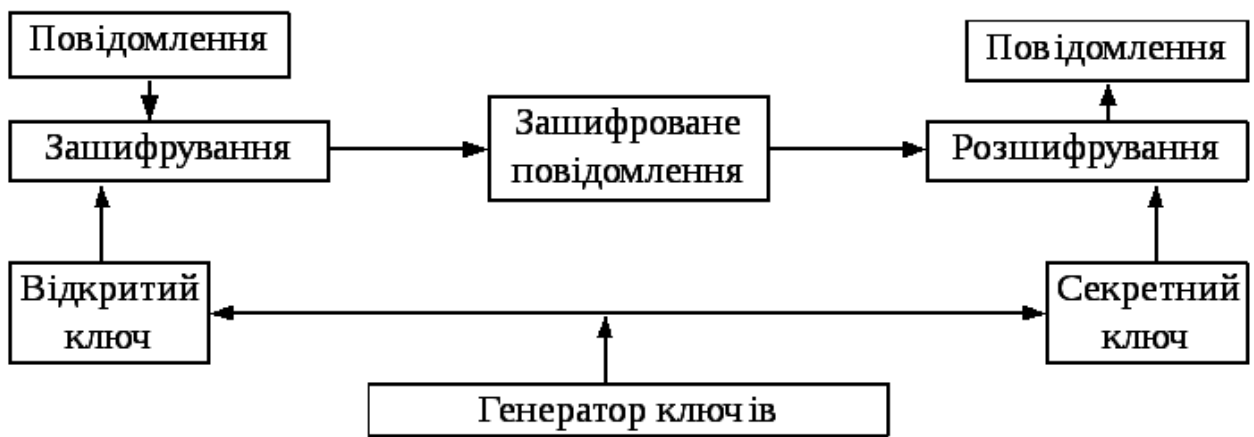 Повідомлення
Повідомлення
Зашифрування
Зашифроване
повідомлення
Розшифрування
Відкритий
ключ
Секретний
ключ
Генератор ключів